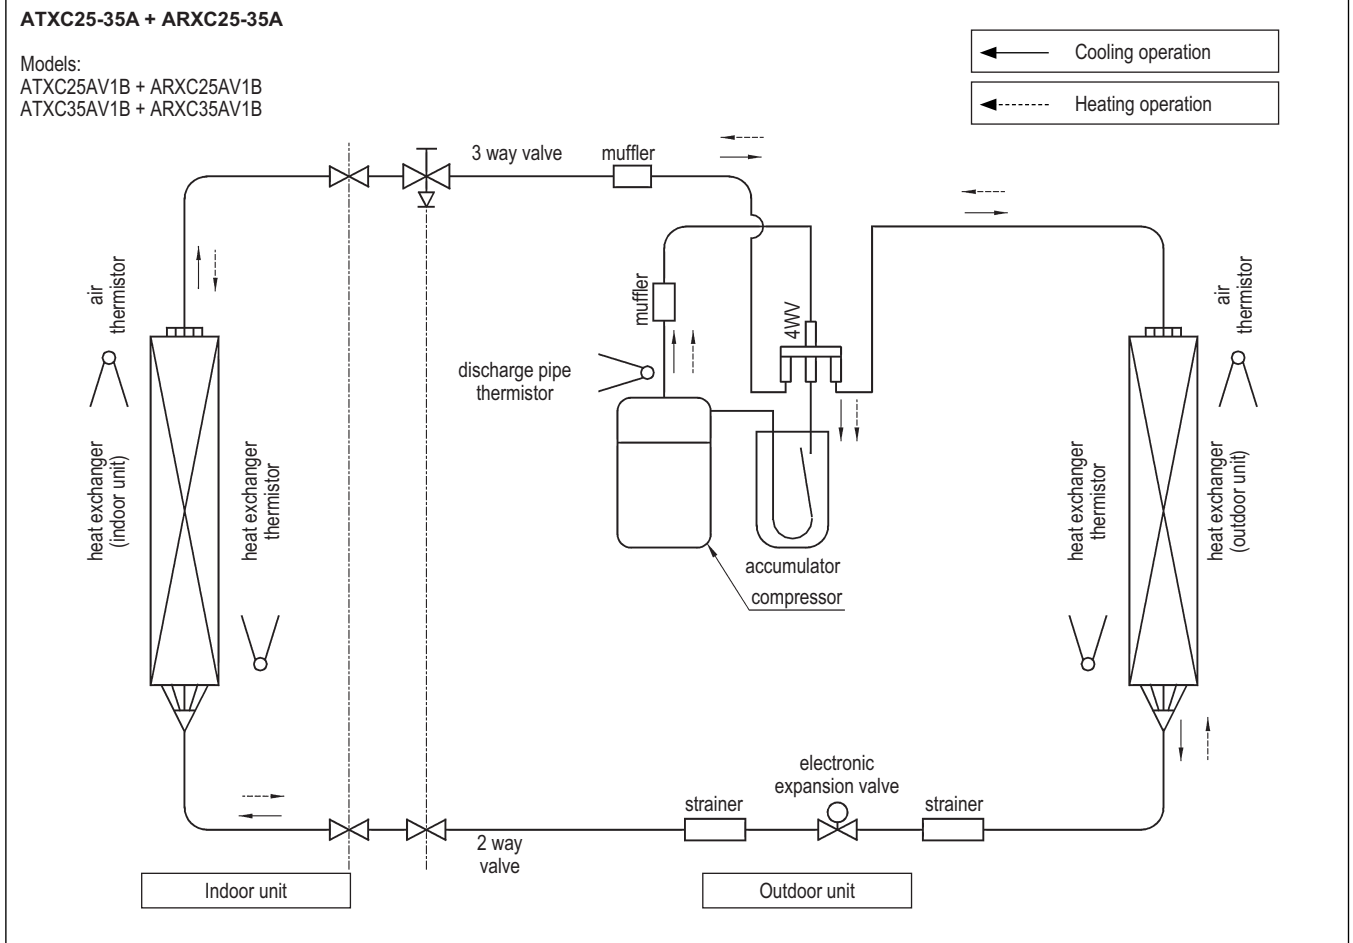 ATXC25-35A + ARXC25-35A
Models:
ATXC25AV1B + ARXC25AV1B
ATXC35AV1B + ARXC35AV1B
Cooling operation
Heating operation
3 way valve
muffler
air
thermistor
muffler
4WV
air
thermistor
discharge pipe
thermistor
heat exchanger
(indoor unit)
heat exchanger
thermistor
heat exchanger
thermistor
heat exchanger
(outdoor unit)
accumulator
compressor
electronic
expansion valve
strainer
strainer
2 way
valve
Indoor unit
Outdoor unit